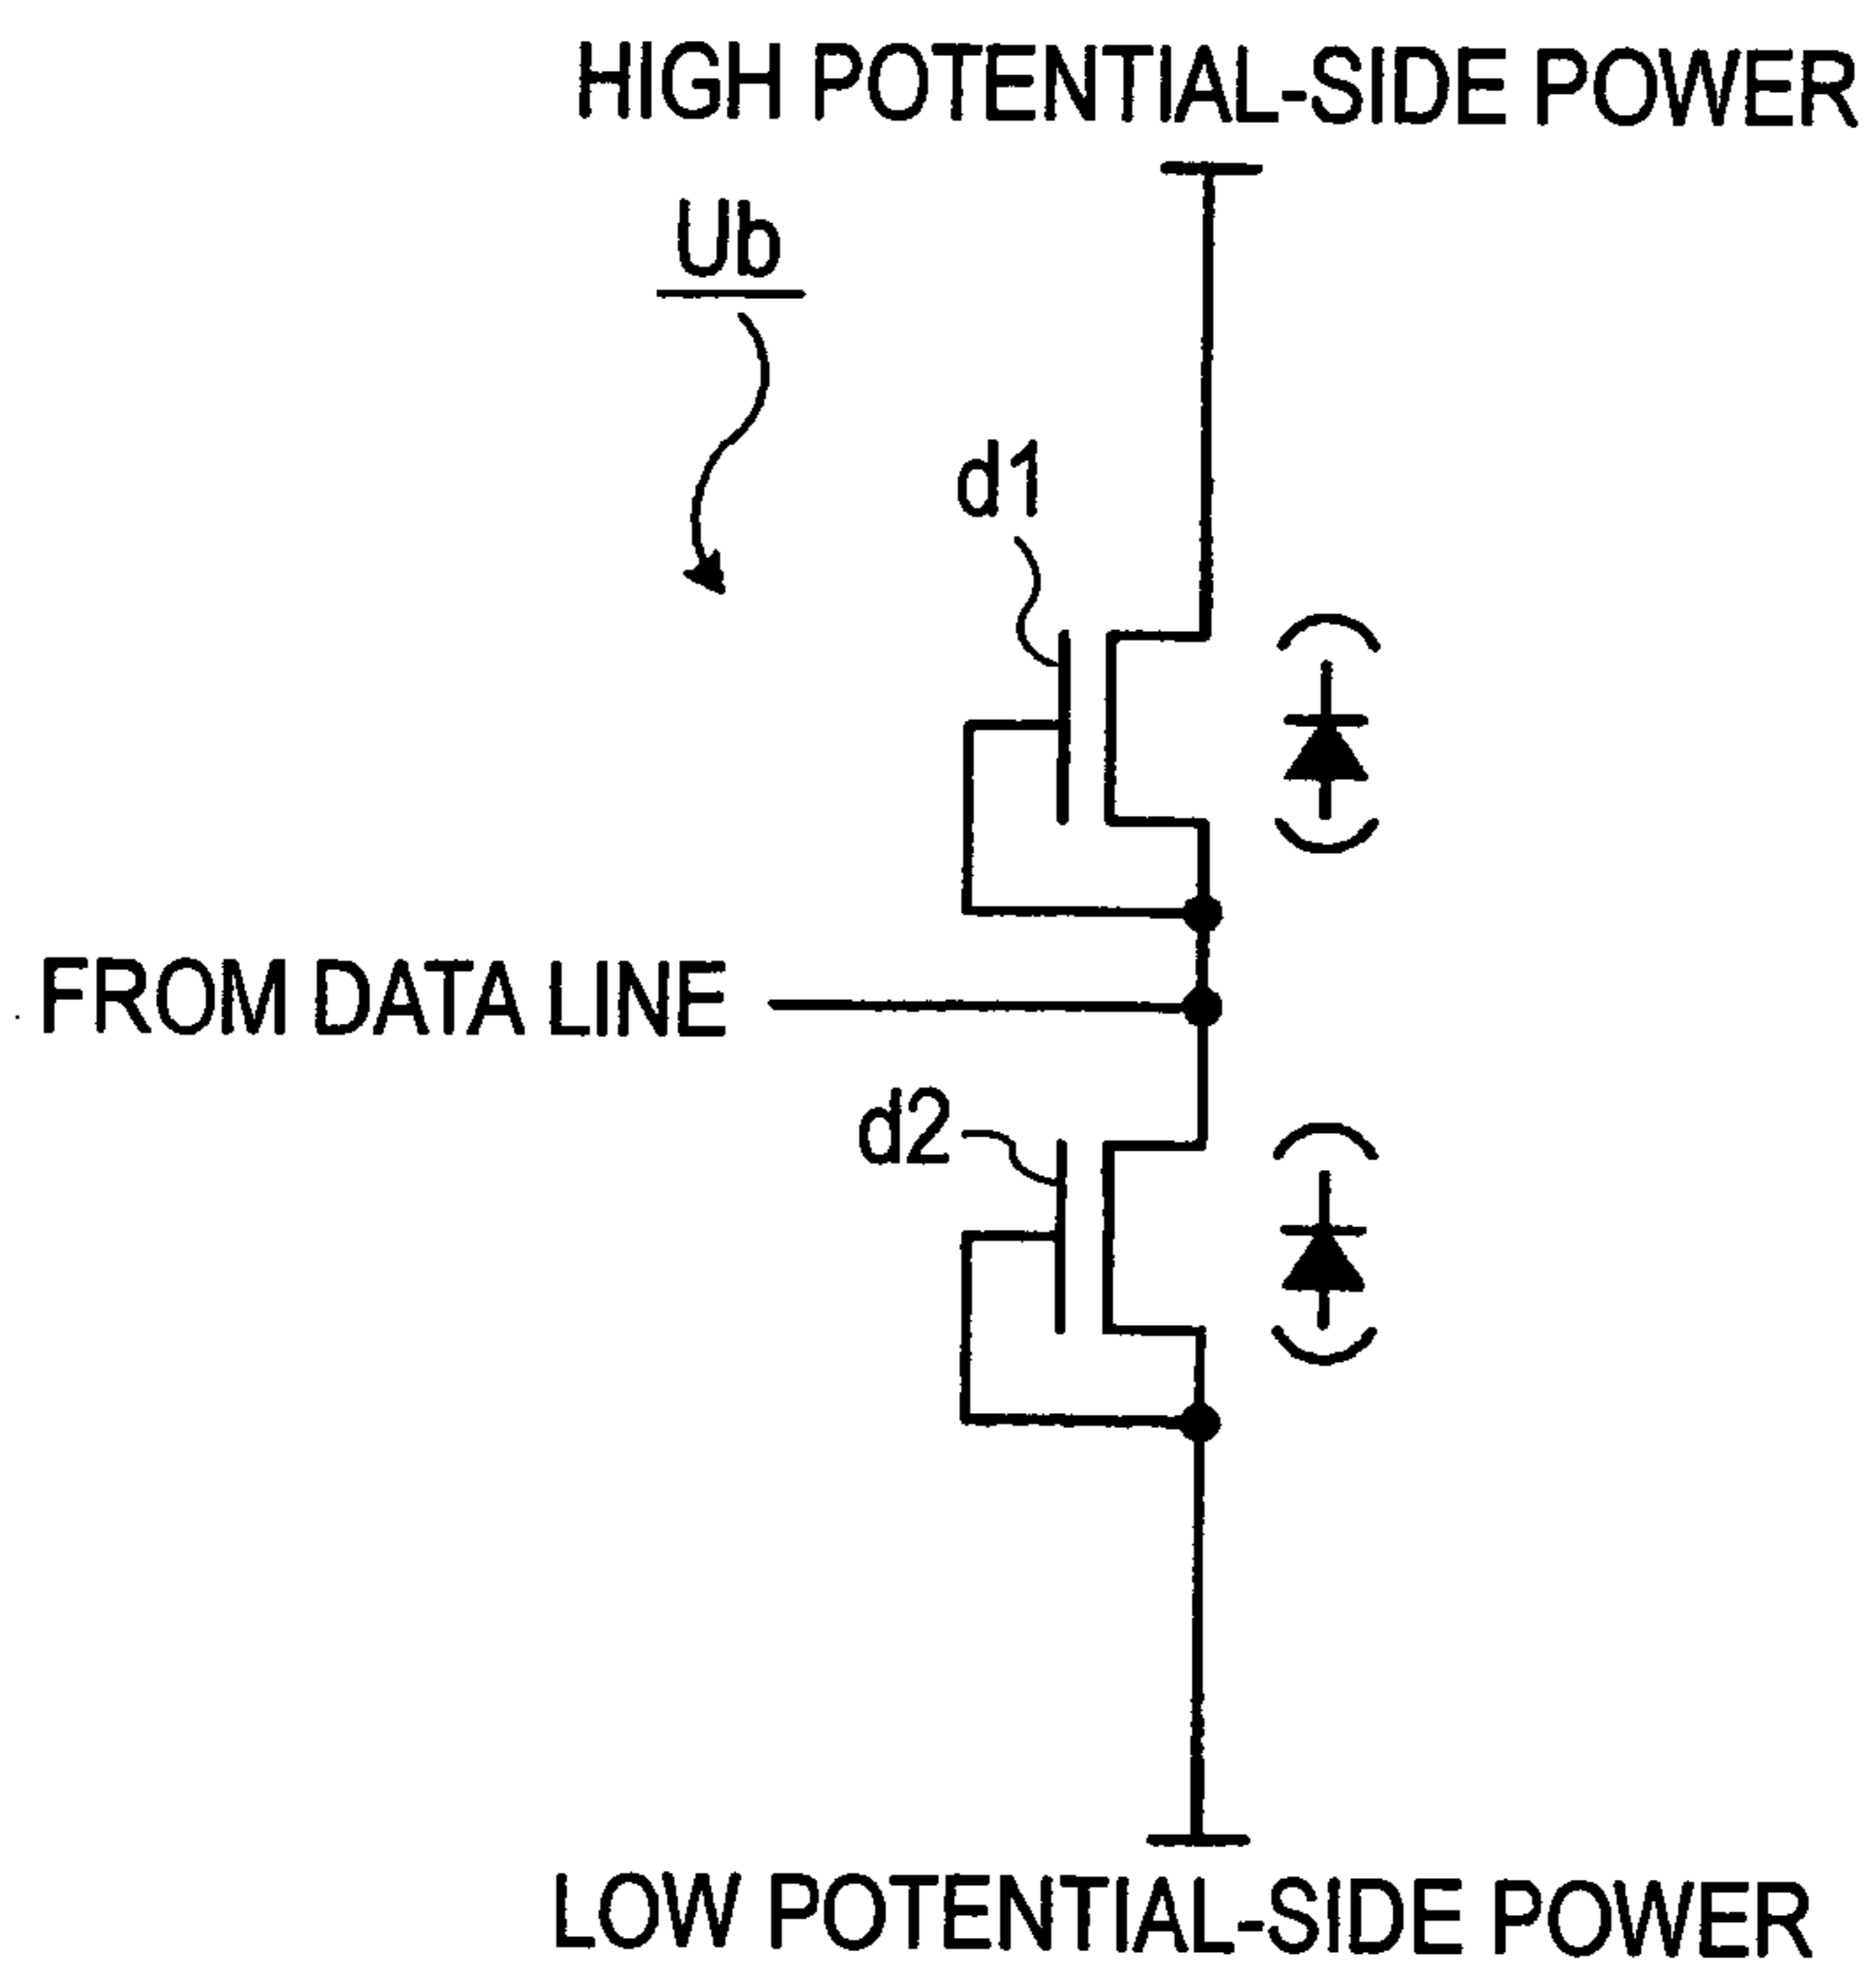 HIGH POTENTIAL-SIDE POWER
Ub
d1
FROM DATA LINE
d2
LOW POTENTIAL-SIDE POWER